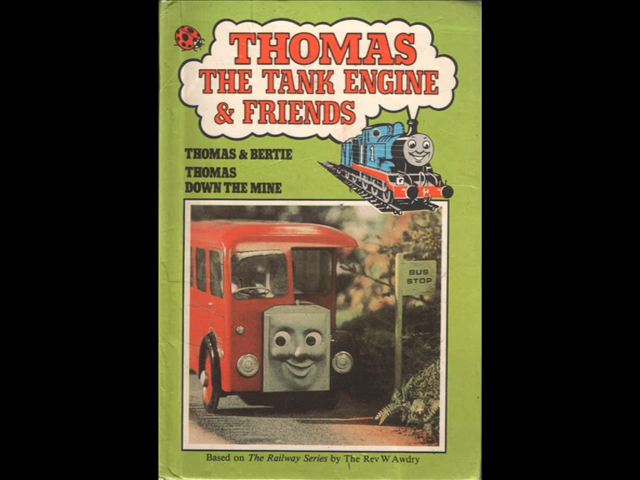 THOMAS
THE TANK ENGINE
& FRIENDS
THOMAS & BERTIE
THOMAS
DOWN THE MINE
1
BUS
STOP
Based on The Railway Series by The Rev W Awdry